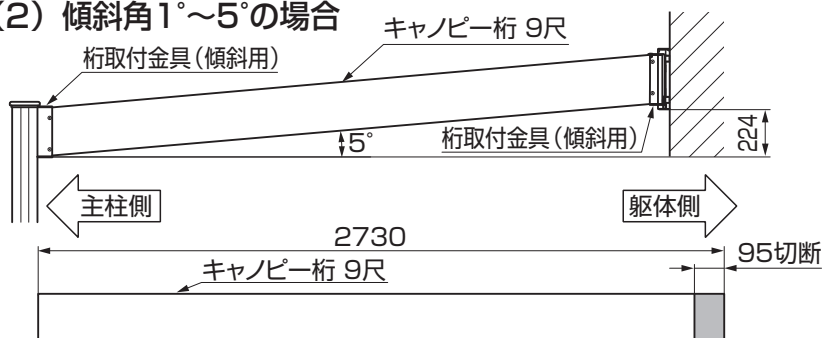 (2) 傾斜角1°～5°の場合
キャノピー桁 9尺
桁取付金具(傾斜用)
5°
桁取付金具(傾斜用)
224
主柱側
躯体側
2730
95切断
キャノピー桁 9尺